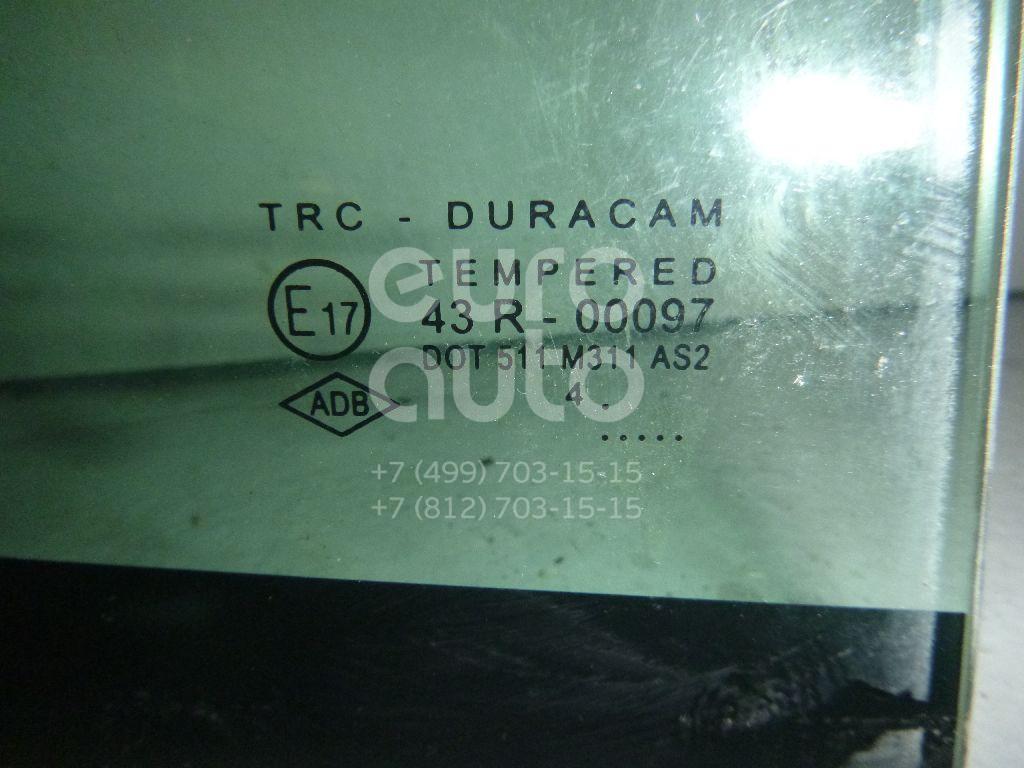 TRC - DURACAM
TEMPERED
E 17
43 R - 00097
DOT 511 M311 AS2
ADB
4 .
.....
euro
auto
+7 (499) 703-15-15
+7 (812) 703-15-15